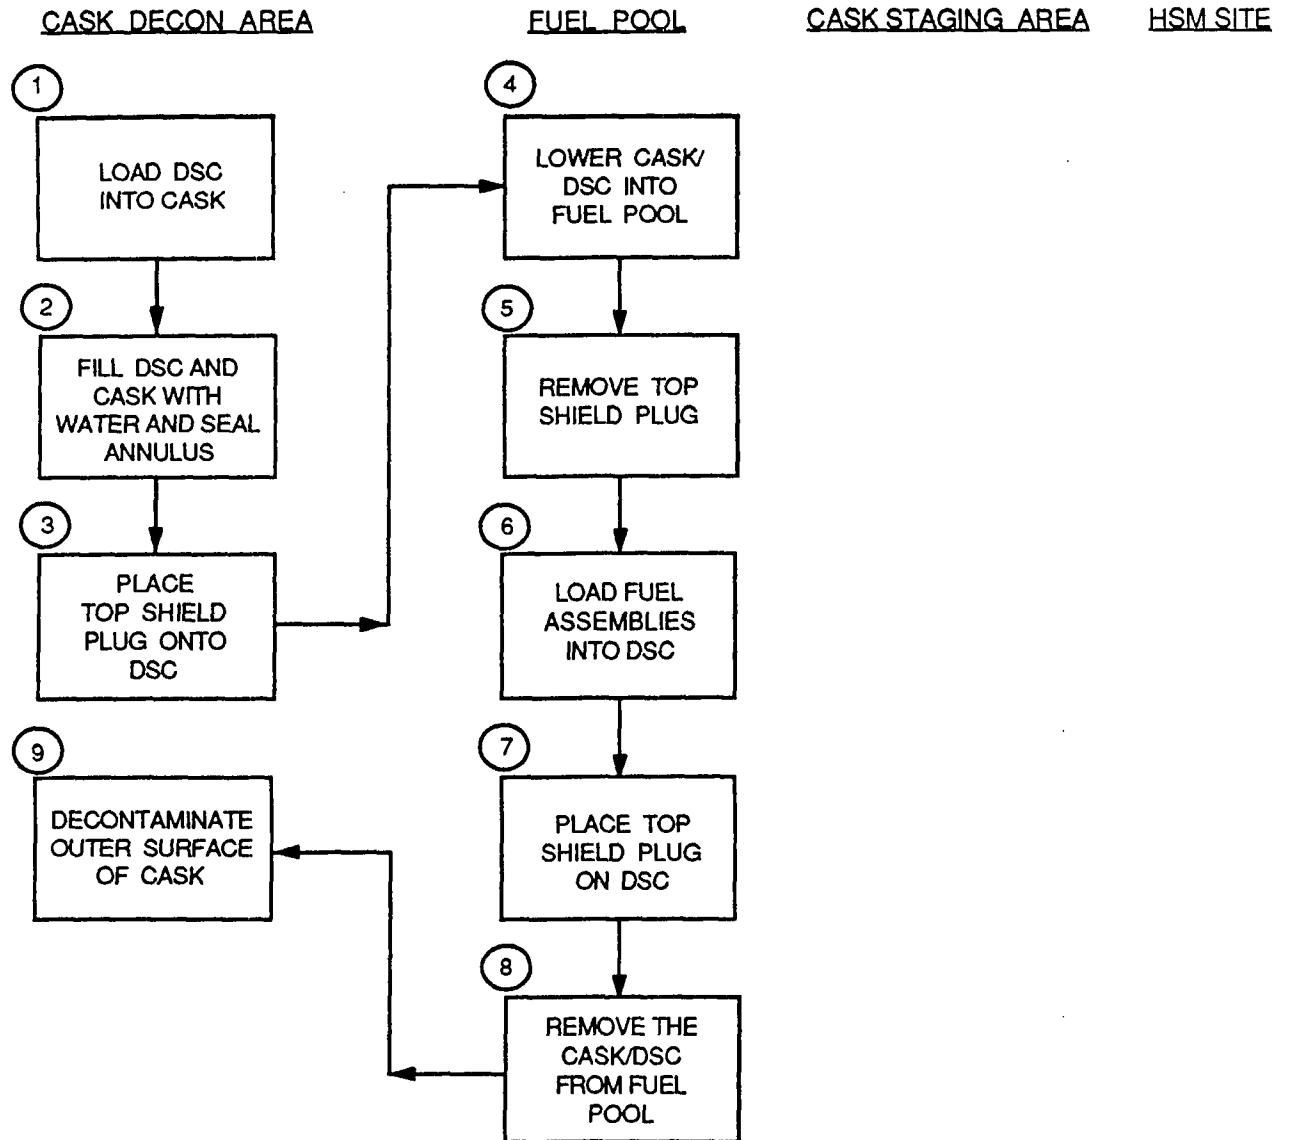 CASK DECON AREA
FUEL POOL
CASK STAGING AREA
HSM SITE
1
LOAD DSC
INTO CASK
2
FILL DSC AND
CASK WITH
WATER AND SEAL
ANNULUS
3
PLACE
TOP SHIELD
PLUG ONTO
DSC
4
LOWER CASK/
DSC INTO
FUEL POOL
5
REMOVE TOP
SHIELD PLUG
6
LOAD FUEL
ASSEMBLIES
INTO DSC
7
PLACE TOP
SHIELD PLUG
ON DSC
8
REMOVE THE
CASK/DSC
FROM FUEL
POOL
9
DECONTAMINATE
OUTER SURFACE
OF CASK